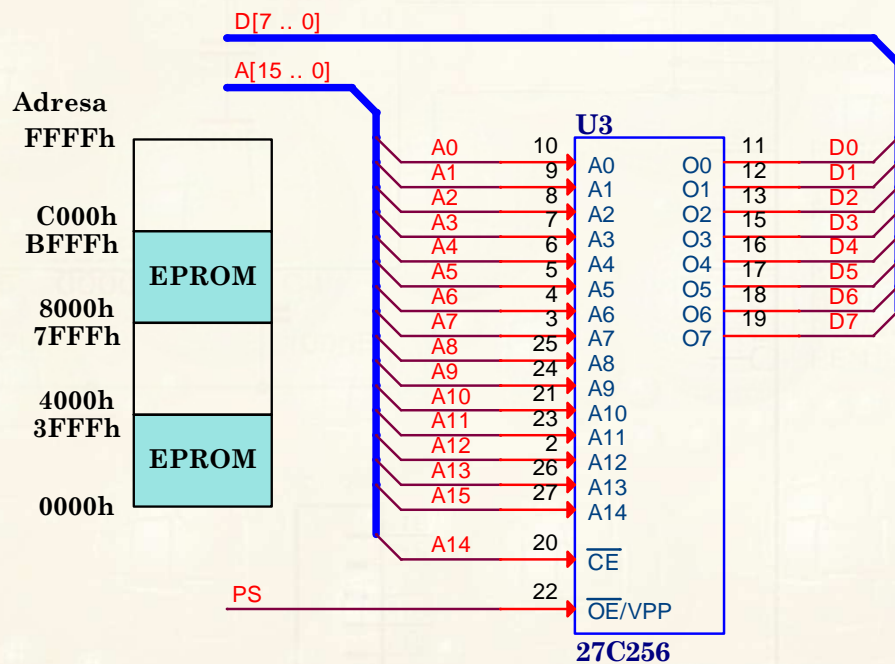 D[7 .. 0]
A[15 .. 0]
Adresa
FFFFh
C000h
BFFFh
EPROM
8000h
7FFFh
4000h
3FFFh
EPROM
0000h
U3
A0 10 A0 O0 11 D0
A1 9 A1 O1 12 D1
A2 8 A2 O2 13 D2
A3 7 A3 O3 15 D3
A4 6 A4 O4 16 D4
A5 5 A5 O5 17 D5
A6 4 A6 O6 18 D6
A7 3 A7 O7 19 D7
A8 25 A8
A9 24 A9
A10 21 A10
A11 23 A11
A12 2 A12
A13 26 A13
A15 27 A14
A14 20 CE
PS 22 OE/VPP
27C256